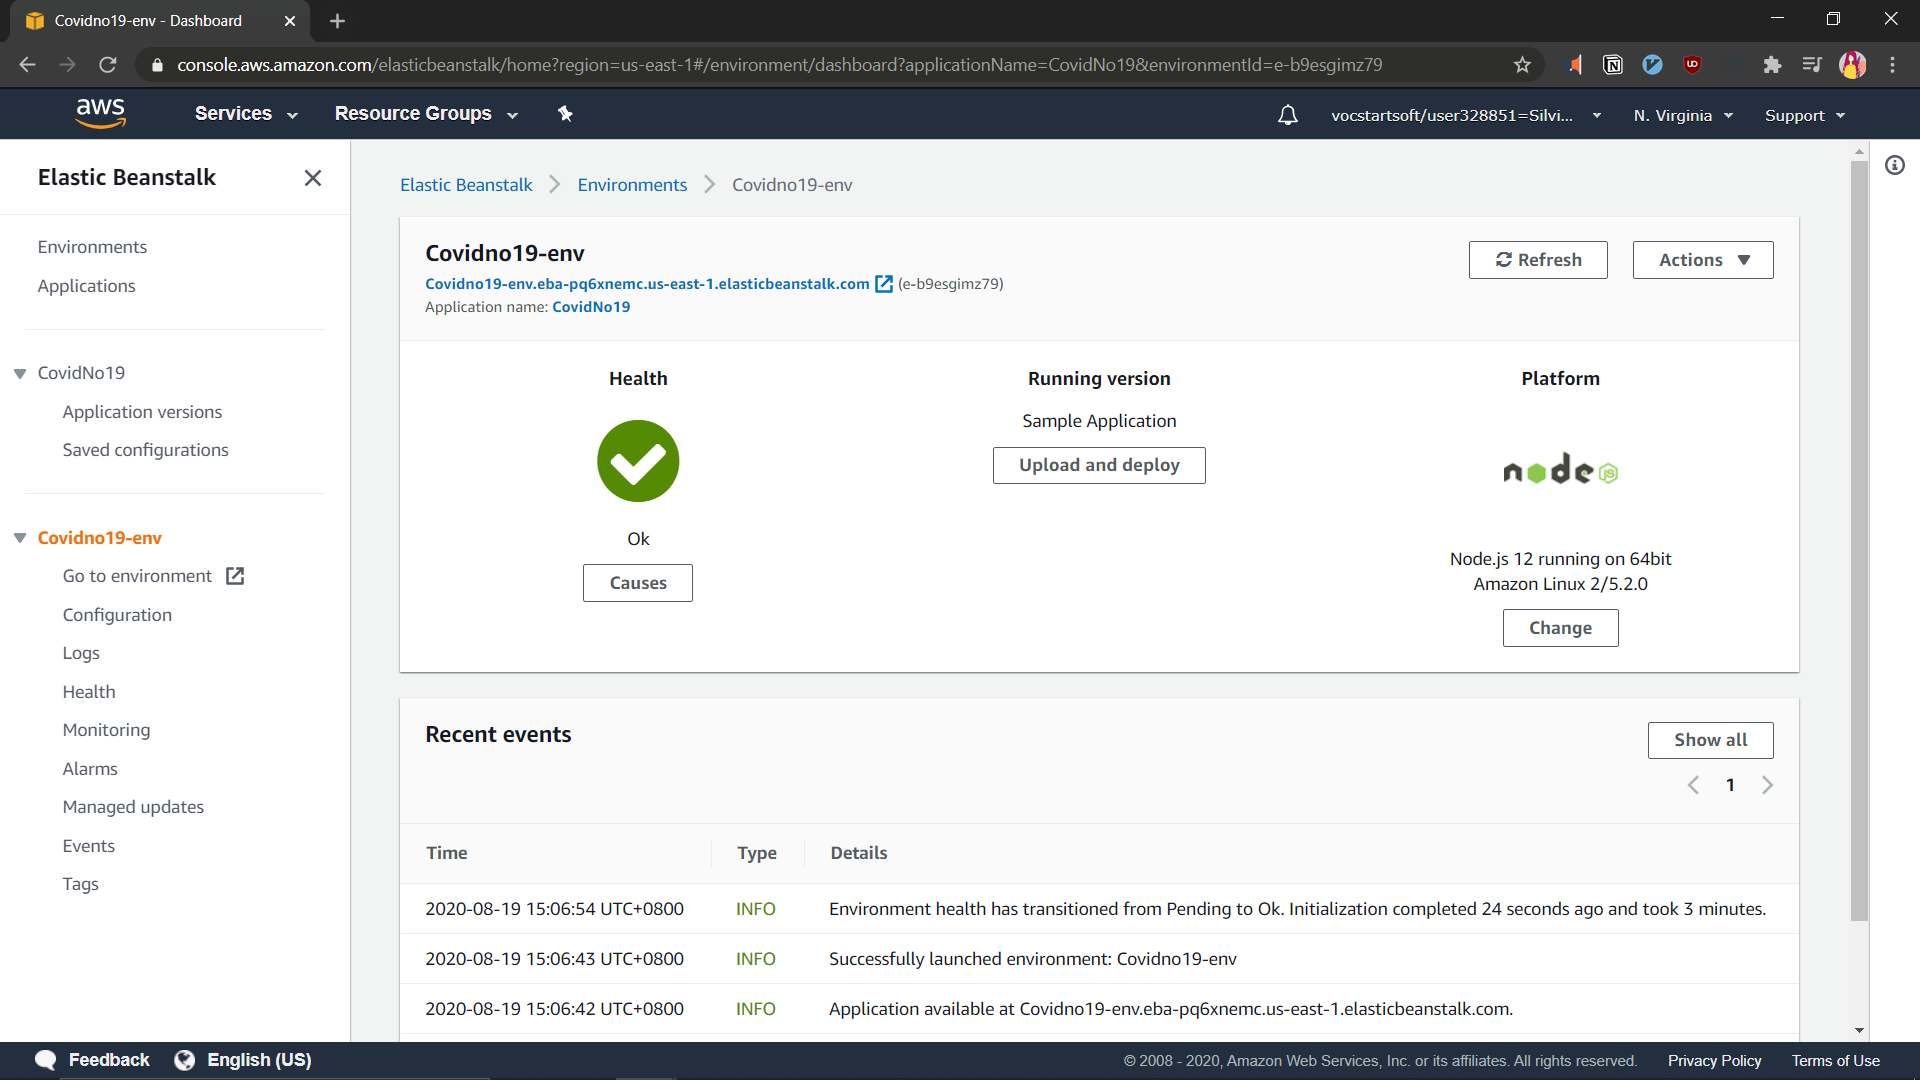 Covidno19-env - Dashboard
console.aws.amazon.com/elasticbeanstalk/home?region=us-east-1#/environment/dashboard?applicationName=CovidNo19&environmentId=e-b9esgimz79
aws
Services
Resource Groups
vocstartsoft/user328851=Silvi...
N. Virginia
Support
Elastic Beanstalk
Environments
Applications
CovidNo19
Application versions
Saved configurations
Covidno19-env
Go to environment
Configuration
Logs
Health
Monitoring
Alarms
Managed updates
Events
Tags
Elastic Beanstalk
Environments
Covidno19-env
Covidno19-env
Covidno19-env.eba-pq6xnemc.us-east-1.elasticbeanstalk.com (e-b9esgimz79)
Application name: CovidNo19
Refresh
Actions
Health
Ok
Causes
Running version
Sample Application
Upload and deploy
Platform
node
JS
Node.js 12 running on 64bit
Amazon Linux 2/5.2.0
Change
Recent events
Show all
1
Time Type Details
2020-08-19 15:06:54 UTC+0800 INFO Environment health has transitioned from Pending to Ok. Initialization completed 24 seconds ago and took 3 minutes.
2020-08-19 15:06:43 UTC+0800 INFO Successfully launched environment: Covidno19-env
2020-08-19 15:06:42 UTC+0800 INFO Application available at Covidno19-env.eba-pq6xnemc.us-east-1.elasticbeanstalk.com.
Feedback
English (US)
© 2008 - 2020, Amazon Web Services, Inc. or its affiliates. All rights reserved.
Privacy Policy
Terms of Use